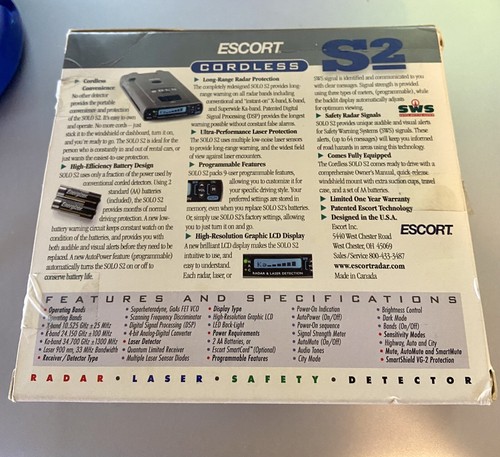 ESCORT
CORDLESS
S2
Cordless
Convenience
No other detector
provides the portable
convenience and protection
of the SOLO S2. It's easy to own
and operate. No more cords – just
stick it to the windshield or dashboard, turn it on,
and you're ready to go. The SOLO S2 is ideal for the
person who is constantly in and out of rental cars, or
just wants the easiest-to-use protection.
High-Efficiency Battery Design
SOLO S2 uses only a fraction of the power used by
conventional corded detectors. Using 2
standard (AA) batteries
(included), the SOLO S2
provides months of normal
driving protection. A new low-
battery warning circuit keeps constant watch on the
condition of the batteries, and provides you with
both audible and visual alerts before they need to be
replaced. A new AutoPower feature (programmable)
automatically turns the SOLO S2 on or off to
conserve battery life.
Long-Range Radar Protection
The completely redesigned SOLO S2 provides long-
range warning on all radar bands including
conventional and "instant-on" X-band, K-band,
and Superwide Ka-band. Patented Digital
Signal Processing (DSP) provides the longest
warning possible without constant false alarms.
Ultra-Performance Laser Protection
The SOLO S2 uses multiple low-noise laser sensors
to provide long-range warning, and the widest field
of view against laser encounters.
Programmable Features
SOLO S2 packs 9 user programmable features,
allowing you to customize it for
your specific driving style. Your
preferred settings are stored in
memory, even when you replace SOLO S2's batteries.
Or, simply use SOLO S2's factory settings, allowing
you to just turn it on and go.
High-Resolution Graphic LCD Display
A new brilliant LCD display makes the SOLO S2
intuitive to use, and
easy to understand.
Each radar, laser, or
RADAR & LASER DETECTION
SWS signal is identified and communicated to you
with clear messages. Signal strength is provided
using three types of meters, (programmable), while
the backlit display automatically adjusts
for optimum viewing.
SWS
Safety Radar Signals
SOLO S2 provides unique audible and visual alerts
for Safety Warning Systems (SWS) signals. These
alerts, (up to 64 messages) will keep you informed
of road hazards in areas using this technology.
Comes Fully Equipped
The Cordless SOLO S2 comes ready to drive with a
comprehensive Owner's Manual, quick-release
windshield mount with extra suction cups, travel
case, and a set of AA batteries.
Limited One Year Warranty
Patented Escort Technology
Designed in the U.S.A.
Escort Inc.
5440 West Chester Road
West Chester, OH 45069
Sales/Service 800-433-3487
www.escortradar.com
Made in Canada
ESCORT
FEATURES AND SPECIFICATIONS
• Operating Bands
Operating Bands
X-band 10.525 GHz ± 25 MHz
K-band 24.150 GHz ± 100 MHz
Ka-band 34.700 GHz ± 1300 MHz
Laser 900 nm, 33 MHz Bandwidth
• Receiver / Detector Type
• Superheterodyne, GaAs FET VCO
• Scanning Frequency Discriminator
• Digital Signal Processing (DSP)
• 4-bit Analog/Digital Converter
• Laser Detector
• Quantum Limited Receiver
• Multiple Laser Sensor Diodes
• Display Type
• High-Resolution Graphic LCD
• LED Back-Light
• Power Requirements
• 2 AA Batteries, or
Escort SmartCord (Optional)
• Programmable Features
• Power-On Indication
• AutoPower (On/Off)
• Power-On sequence
• Signal Strength Meter
• AutoMute (On/Off)
• Audio Tones
• City Mode
• Brightness Control
• Dark Mode
• Bands (On/Off)
• Sensitivity Modes
• Highway, Auto and City
• Mute, AutoMute and SmartMute
• SmartShield VG-2 Protection
RADAR • LASER • SAFETY • DETECTOR